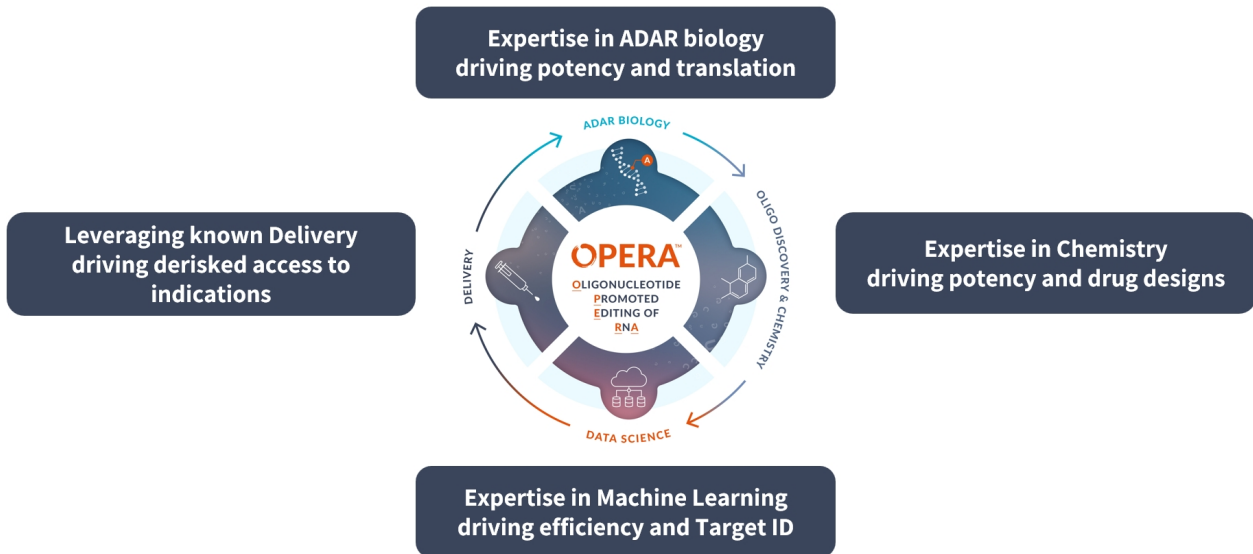 Expertise in ADAR biology
driving potency and translation
ADAR BIOLOGY
A
Leveraging known Delivery
driving derisked access to
indications
DELIVERY
OPERA™
OLIGONUCLEOTIDE
PROMOTED
EDITING OF
RNA
OLIGO DISCOVERY & CHEMISTRY
Expertise in Chemistry
driving potency and drug designs
DATA SCIENCE
Expertise in Machine Learning
driving efficiency and Target ID